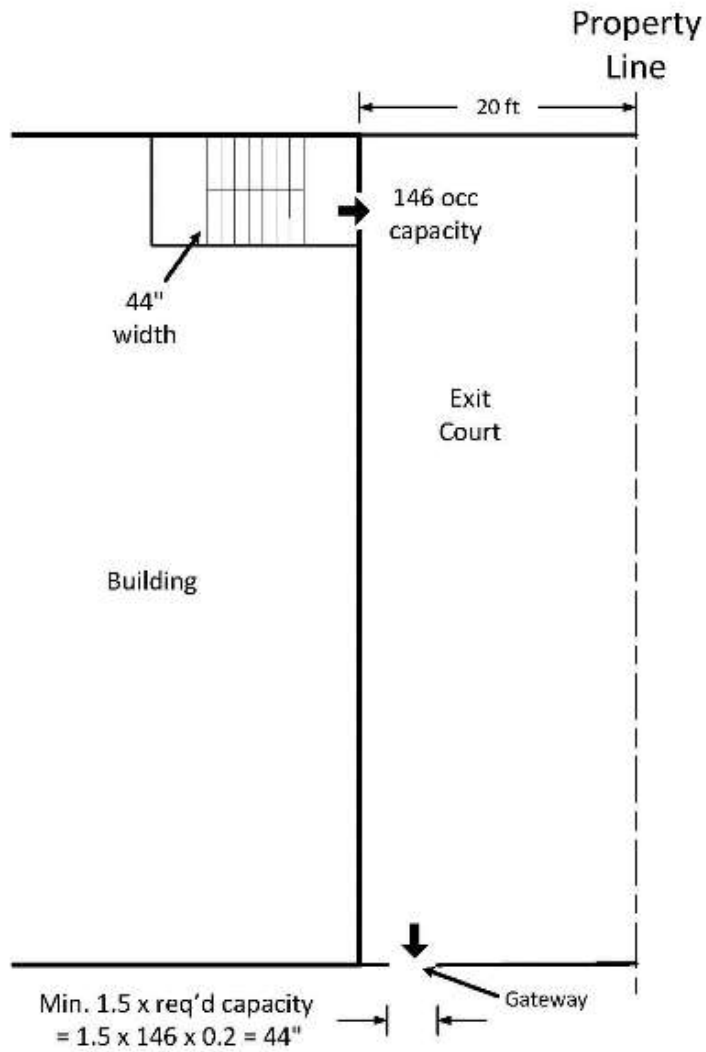 Property
Line
20 ft
146 occ
capacity
44"
width
Exit
Court
Building
Gateway
Min. 1.5 x req'd capacity
= 1.5 x 146 x 0.2 = 44"